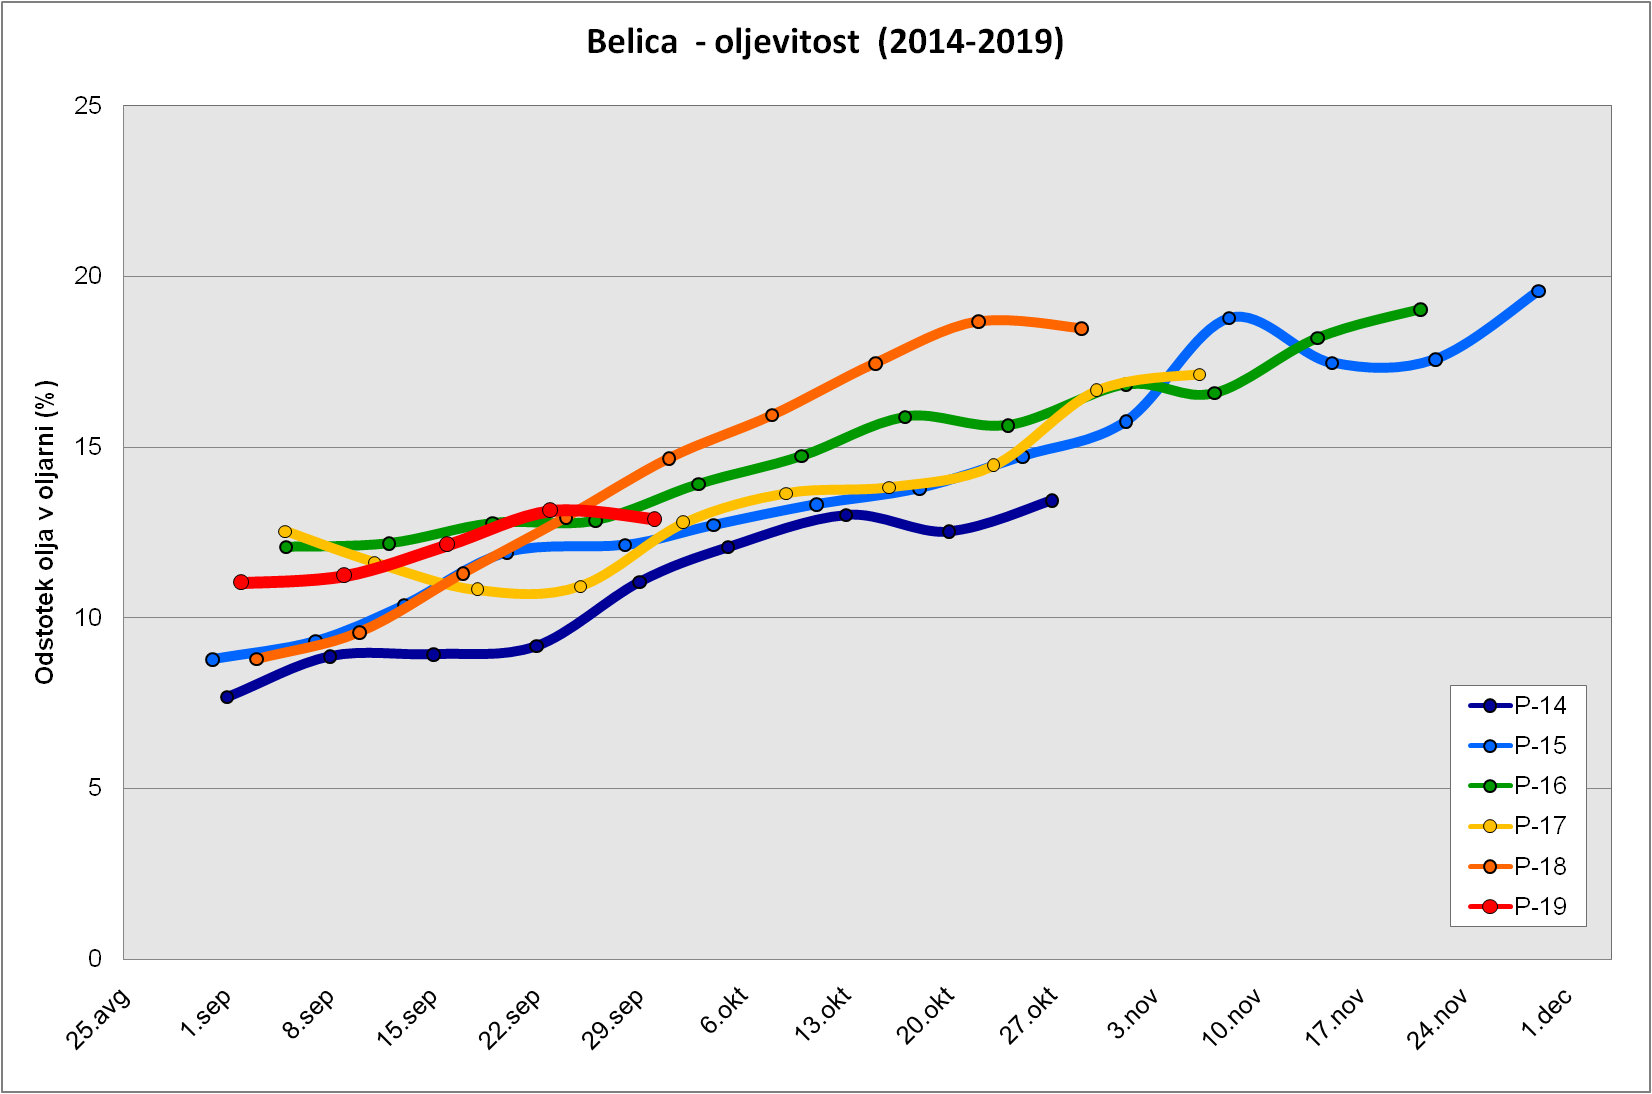 Belica - oljevitost (2014-2019)
Odstotek olja v oljarni (%)
25
20
15
10
5
0
25.avg
1.sep
8.sep
15.sep
22.sep
29.sep
6.okt
13.okt
20.okt
27.okt
3.nov
10.nov
17.nov
24.nov
1.dec
P-14
P-15
P-16
P-17
P-18
P-19